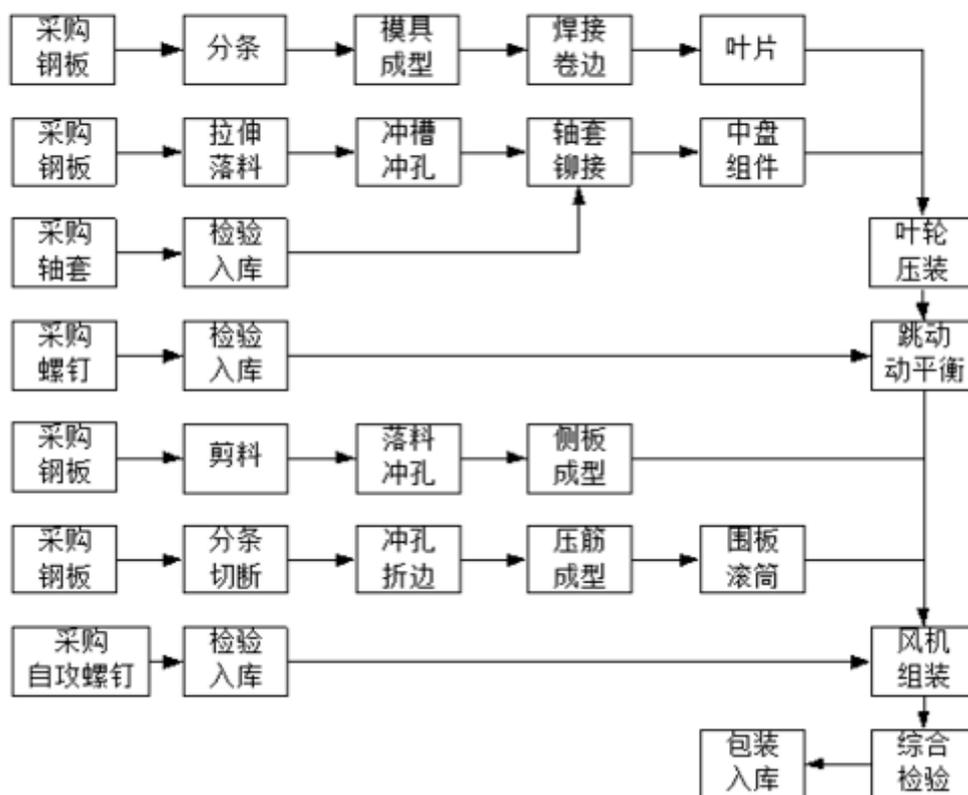 采购
钢板
分条
模具
成型
焊接
卷边
叶片
采购
钢板
拉伸
落料
冲槽
冲孔
轴套
铆接
中盘
组件
采购
轴套
检验
入库
叶轮
压装
采购
螺钉
检验
入库
跳动
动平衡
采购
钢板
剪料
落料
冲孔
侧板
成型
采购
钢板
分条
切断
冲孔
折边
压筋
成型
围板
滚筒
采购
自攻螺钉
检验
入库
风机
组装
包装
入库
综合
检验